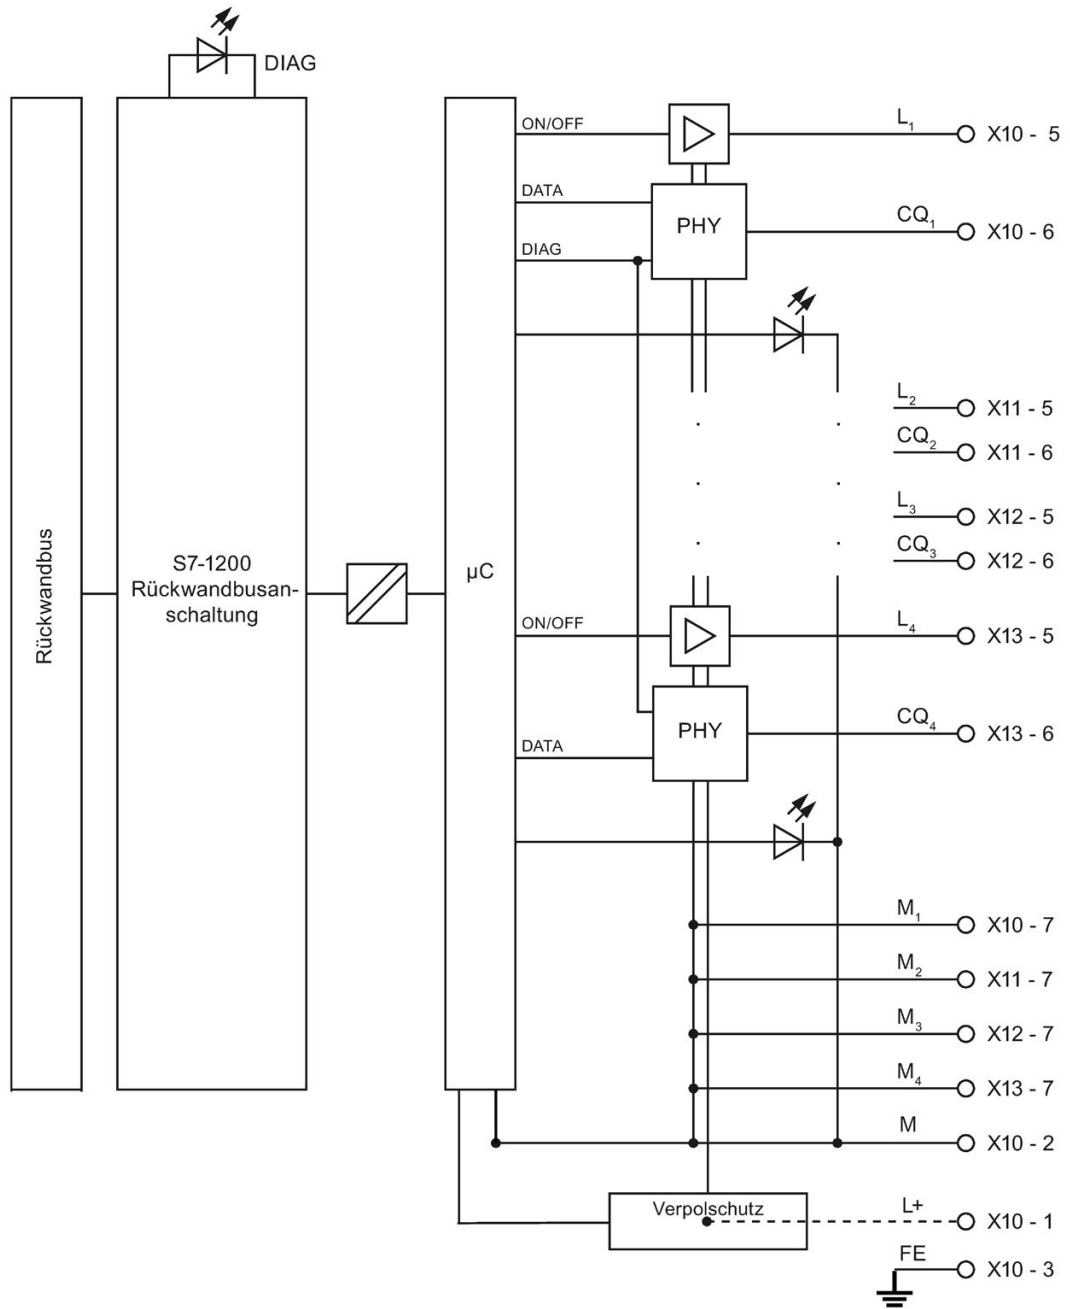 DIAG
ON/OFF
L1
X10 - 5
DATA
PHY
CQ1
X10 - 6
DIAG
L2
X11 - 5
CQ2
X11 - 6
L3
X12 - 5
CQ3
X12 - 6
Rückwandbus
S7-1200
Rückwandbusan-
schaltung
µC
ON/OFF
L4
X13 - 5
PHY
CQ4
X13 - 6
DATA
M1
X10 - 7
M2
X11 - 7
M3
X12 - 7
M4
X13 - 7
M
X10 - 2
Verpolschutz
L+
X10 - 1
FE
X10 - 3